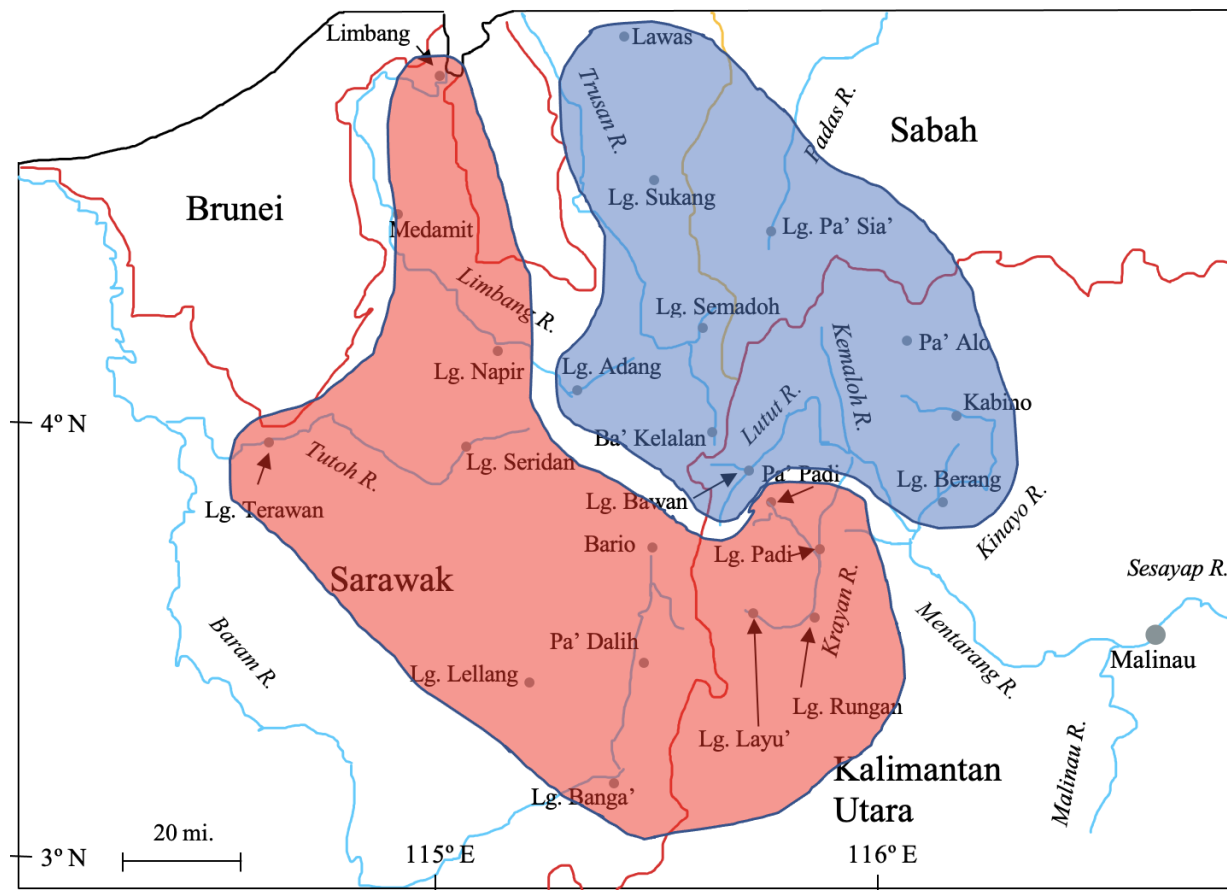 Limbang
Lawas
Trusan R.
Padas R.
Sabah
Brunei
Lg. Sukang
Medamit
Lg. Pa’ Sia’
Limbang R.
Lg. Semadoh
Kemaloh R.
Pa’ Alo
Lg. Napir
Lg. Adang
Lutut R.
Kabino
4º N
Ba’ Kelalan
Tutoh R.
Lg. Seridan
Pa’ Padi
Lg. Berang
Lg. Terawan
Lg. Bawan
Kinayo R.
Bario
Lg. Padi
Sarawak
Sesayap R.
Krayan R.
Baram R.
Pa’ Dalih
Mentarang R.
Malinau
Lg. Lellang
Lg. Rungan
Lg. Layu’
Kalimantan
Utara
Malinau R.
Lg. Banga’
20 mi.
3º N
115º E
116º E